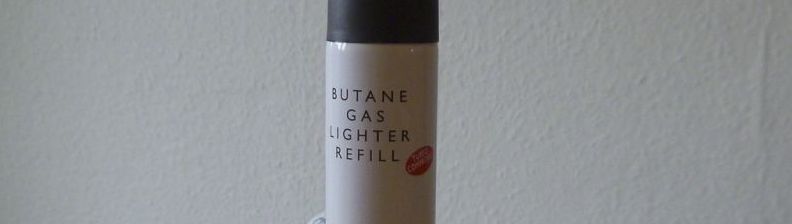 BUTANE
GAS
LIGHTER
REFILL